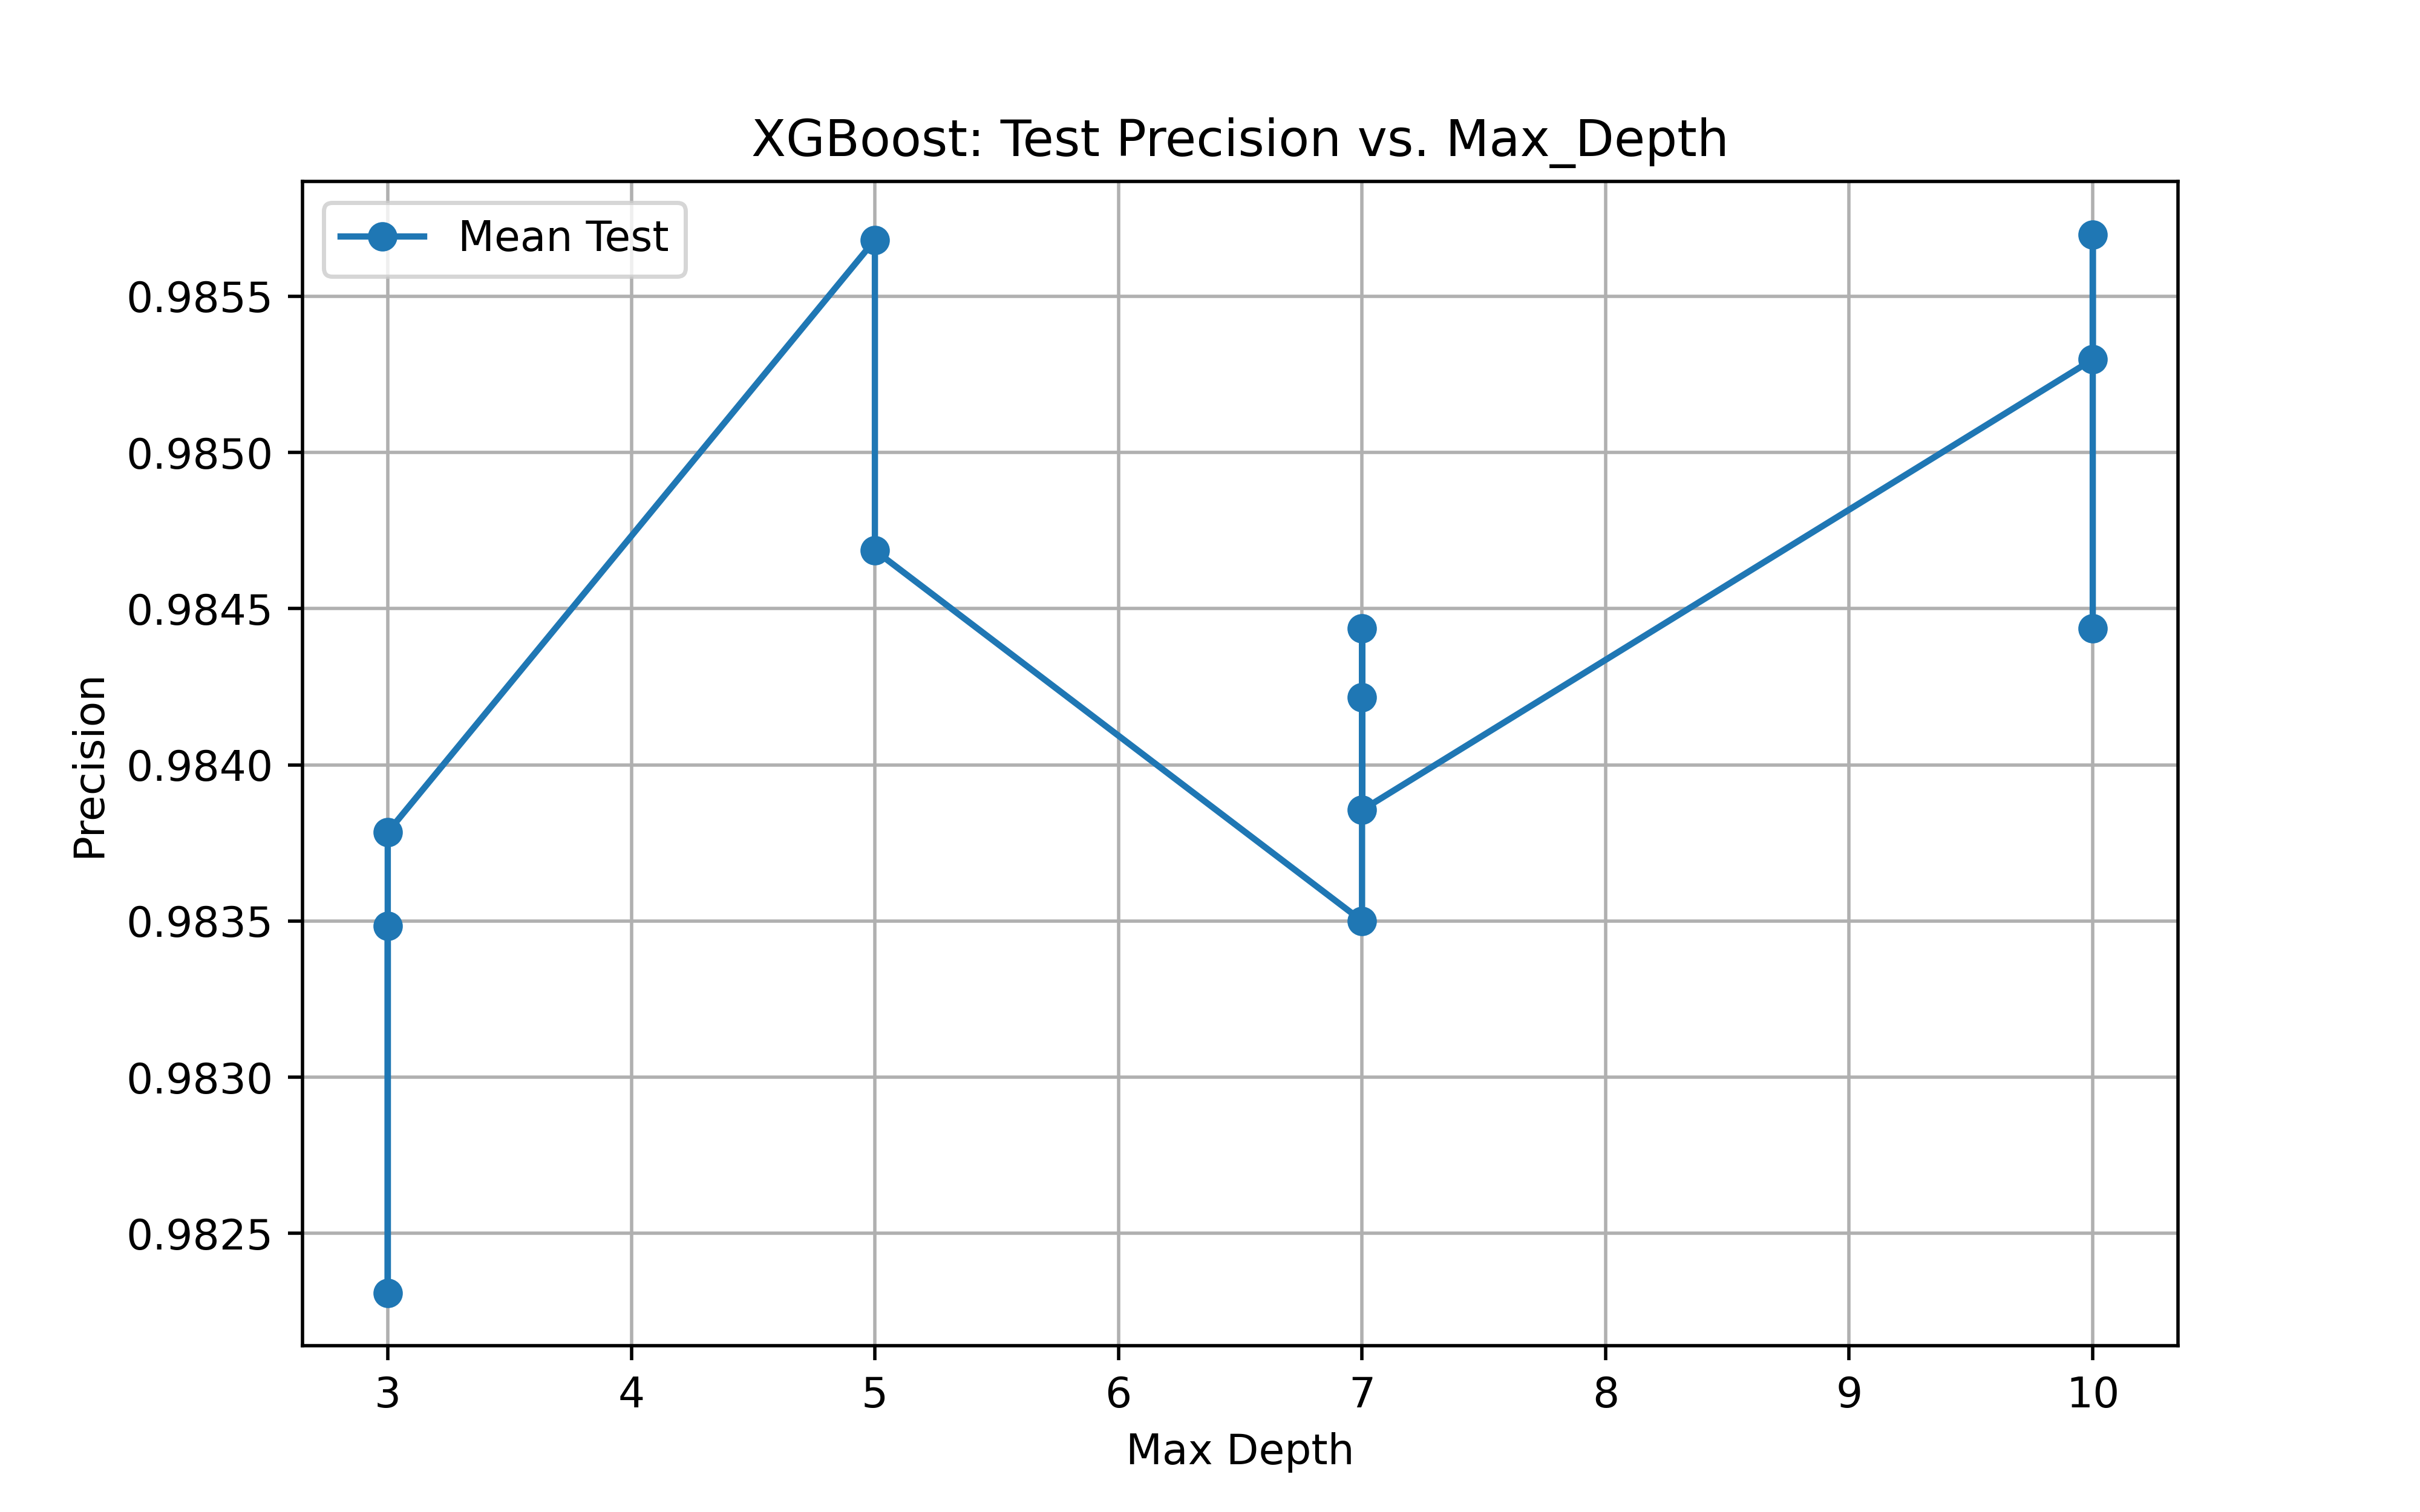 XGBoost: Test Precision vs. Max_Depth
Mean Test
0.9855
0.9850
0.9845
0.9840
0.9835
0.9830
0.9825
Precision
3 4 5 6 7 8 9 10
Max Depth